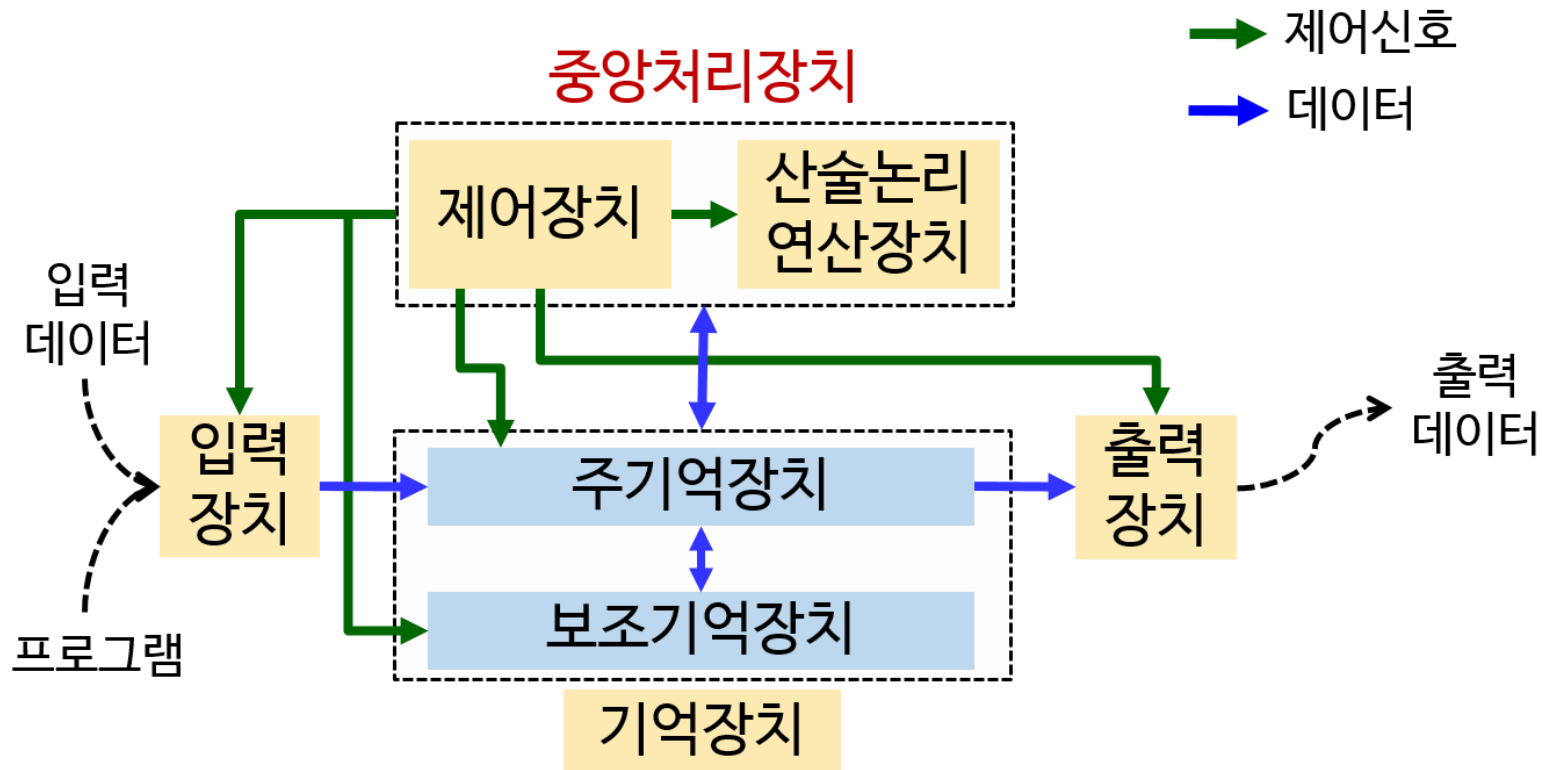 제어신호
데이터
중앙처리장치
제어장치
산술논리
연산장치
입력
데이터
프로그램
입력
장치
주기억장치
보조기억장치
기억장치
출력
장치
출력
데이터